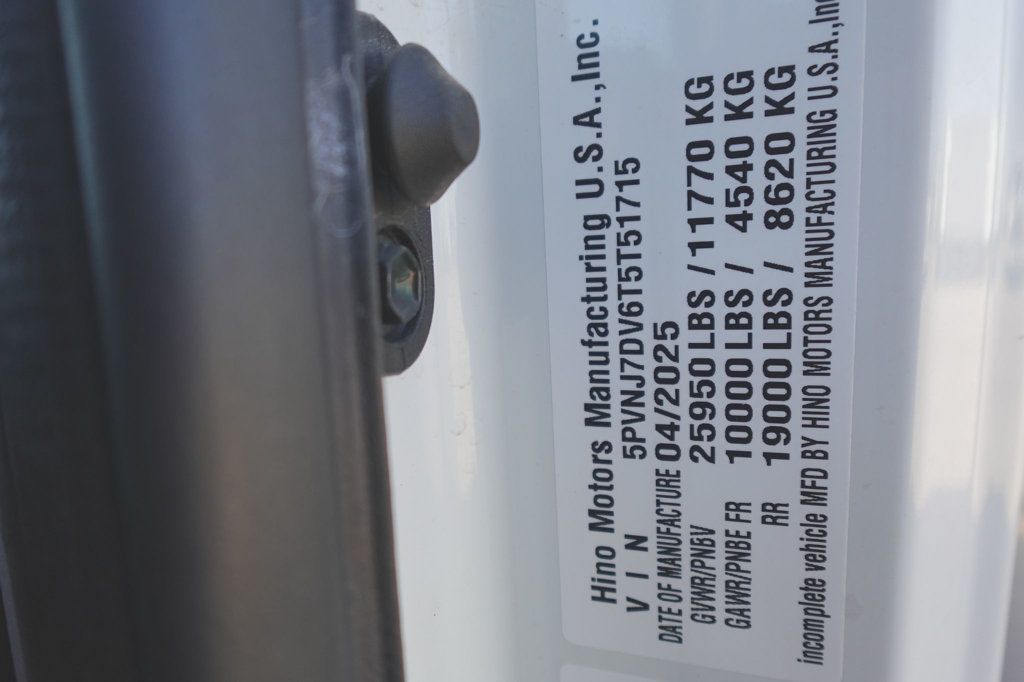 Hino Motors Manufacturing U.S.A.,Inc.
V I N 5PVNJ7DV6T5T51715
DATE OF MANUFACTURE 04/2025
GVWR/PNBV 25950 LBS / 11770 KG
GAWR/PNBE FR 10000 LBS / 4540 KG
RR 19000 LBS / 8620 KG
incomplete vehicle MFD BY HINO MOTORS MANUFACTURING U.S.A.,Inc